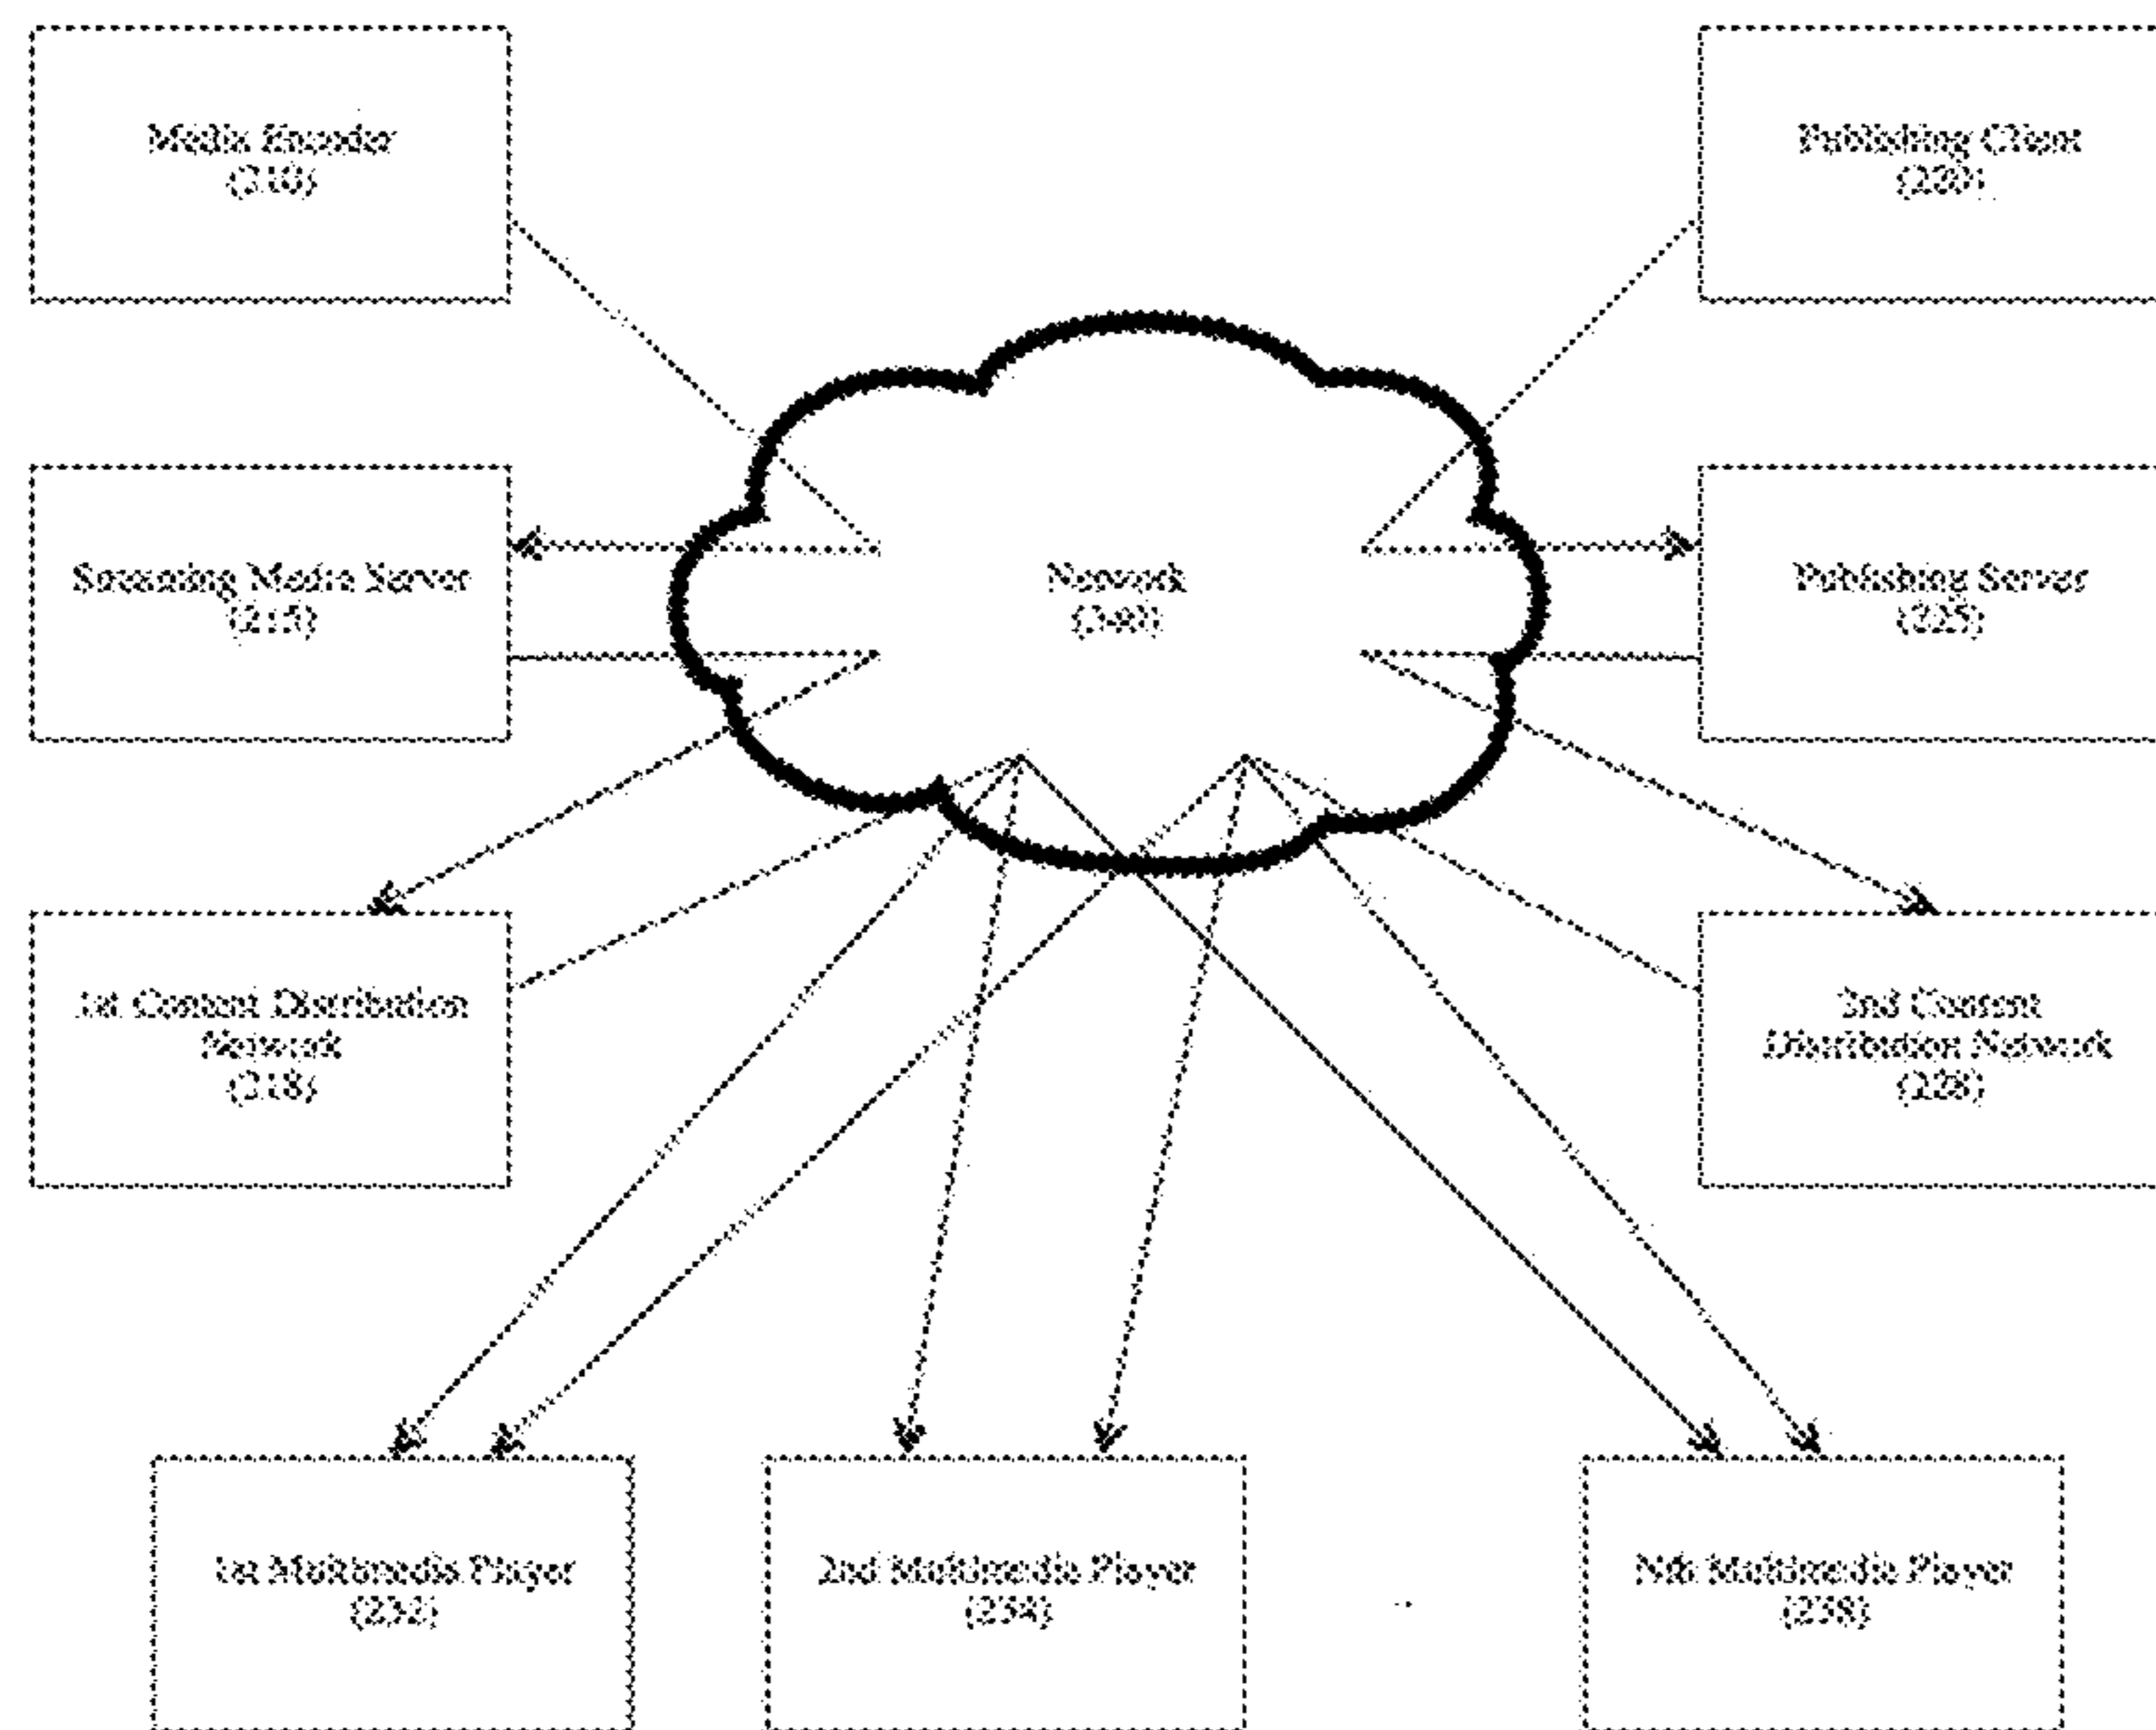 Media Encoder
(210)
Publishing Client
(220)
Streaming Media Server
(215)
Network
(240)
Publishing Server
(225)
1st Content Distribution
Network
(218)
2nd Content
Distribution Network
(228)
1st Multimedia Player
(232)
2nd Multimedia Player
(234)
Nth Multimedia Player
(238)